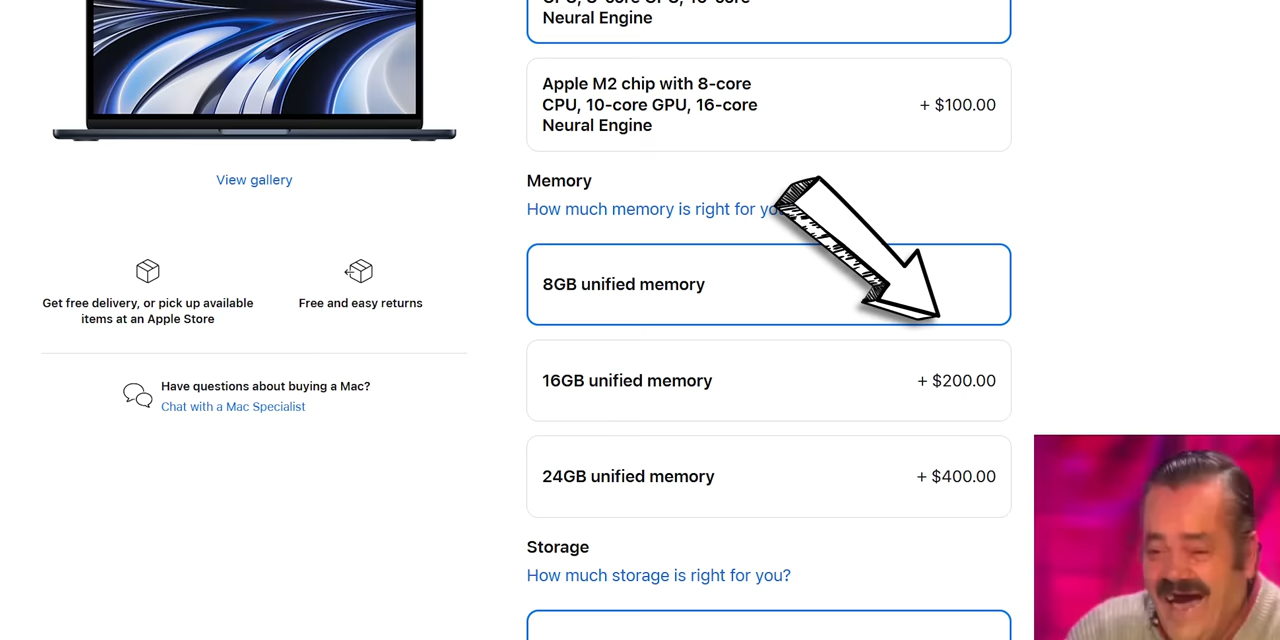 Neural Engine
Apple M2 chip with 8-core
CPU, 10-core GPU, 16-core
Neural Engine
+ $100.00
View gallery
Memory
How much memory is right for
Get free delivery, or pick up available
items at an Apple Store
Free and easy returns
8GB unified memory
Have questions about buying a Mac?
Chat with a Mac Specialist
16GB unified memory
+ $200.00
24GB unified memory
+ $400.00
Storage
How much storage is right for you?